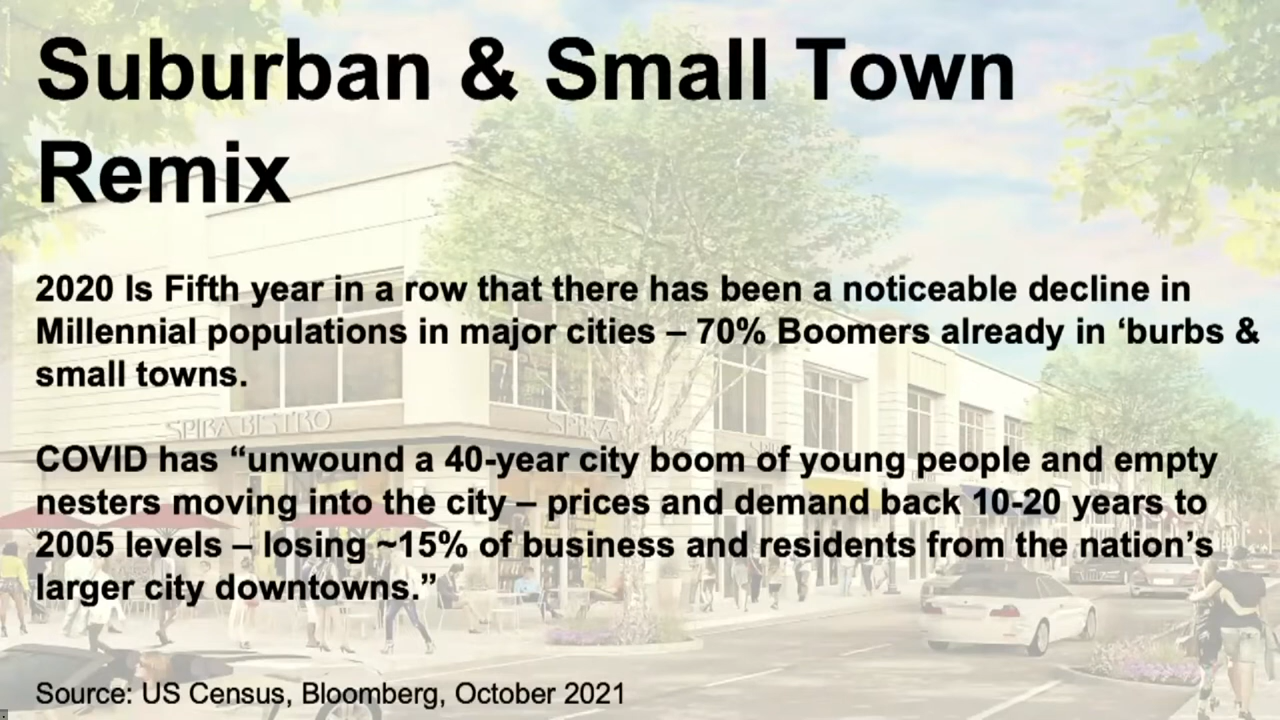 Suburban & Small Town
Remix
2020 Is Fifth year in a row that there has been a noticeable decline in
Millennial populations in major cities – 70% Boomers already in ‘burbs &
small towns.
SPIRA BISTRO
COVID has “unwound a 40-year city boom of young people and empty
nesters moving into the city – prices and demand back 10-20 years to
2005 levels – losing ~15% of business and residents from the nation’s
larger city downtowns.”
Source: US Census, Bloomberg, October 2021